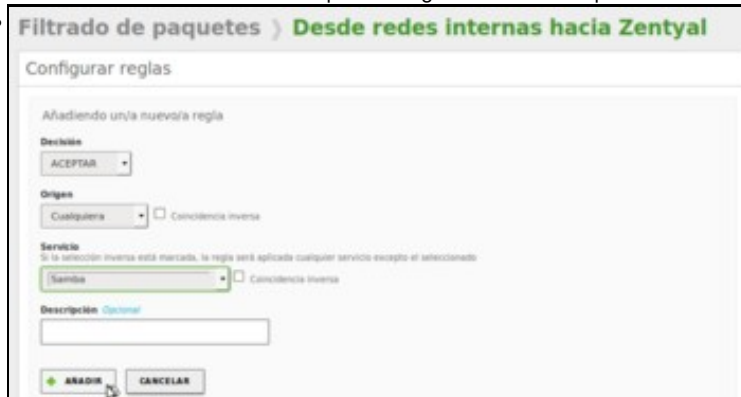 Filtrado de paquetes ⟩ Desde redes internas hacia Zentyal
Configurar reglas
Añadiendo un/a nuevo/a regla
Decisión
ACEPTAR
Origen
Cualquiera Coincidencia inversa
Servicio
Si la selección inversa está marcada, la regla será aplicada cualquier servicio excepto el seleccionado
Samba Coincidencia inversa
Descripción Opcional
AÑADIR CANCELAR